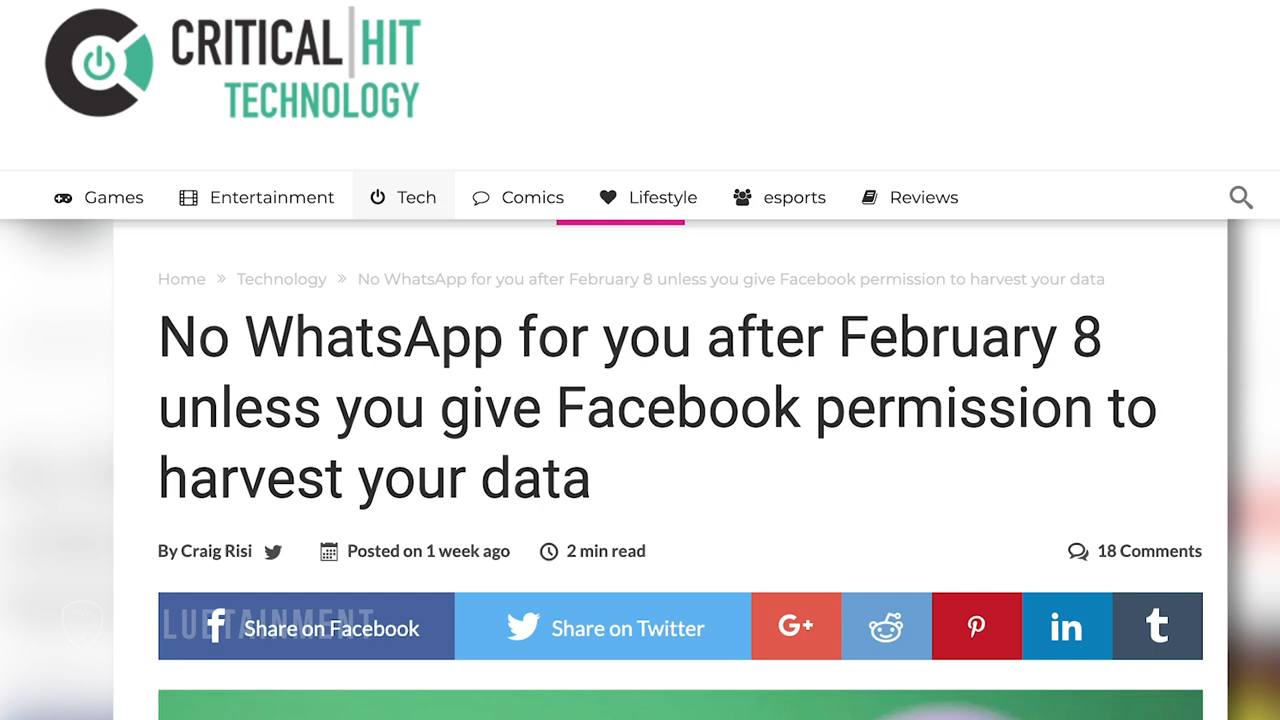 CRITICAL|HIT
TECHNOLOGY
Games Entertainment Tech Comics Lifestyle esports Reviews
Home » Technology » No WhatsApp for you after February 8 unless you give Facebook permission to harvest your data
No WhatsApp for you after February 8
unless you give Facebook permission to
harvest your data
By Craig Risi Posted on 1 week ago 2 min read 18 Comments
Share on Facebook Share on Twitter G+ in t
LUBTAINMENT